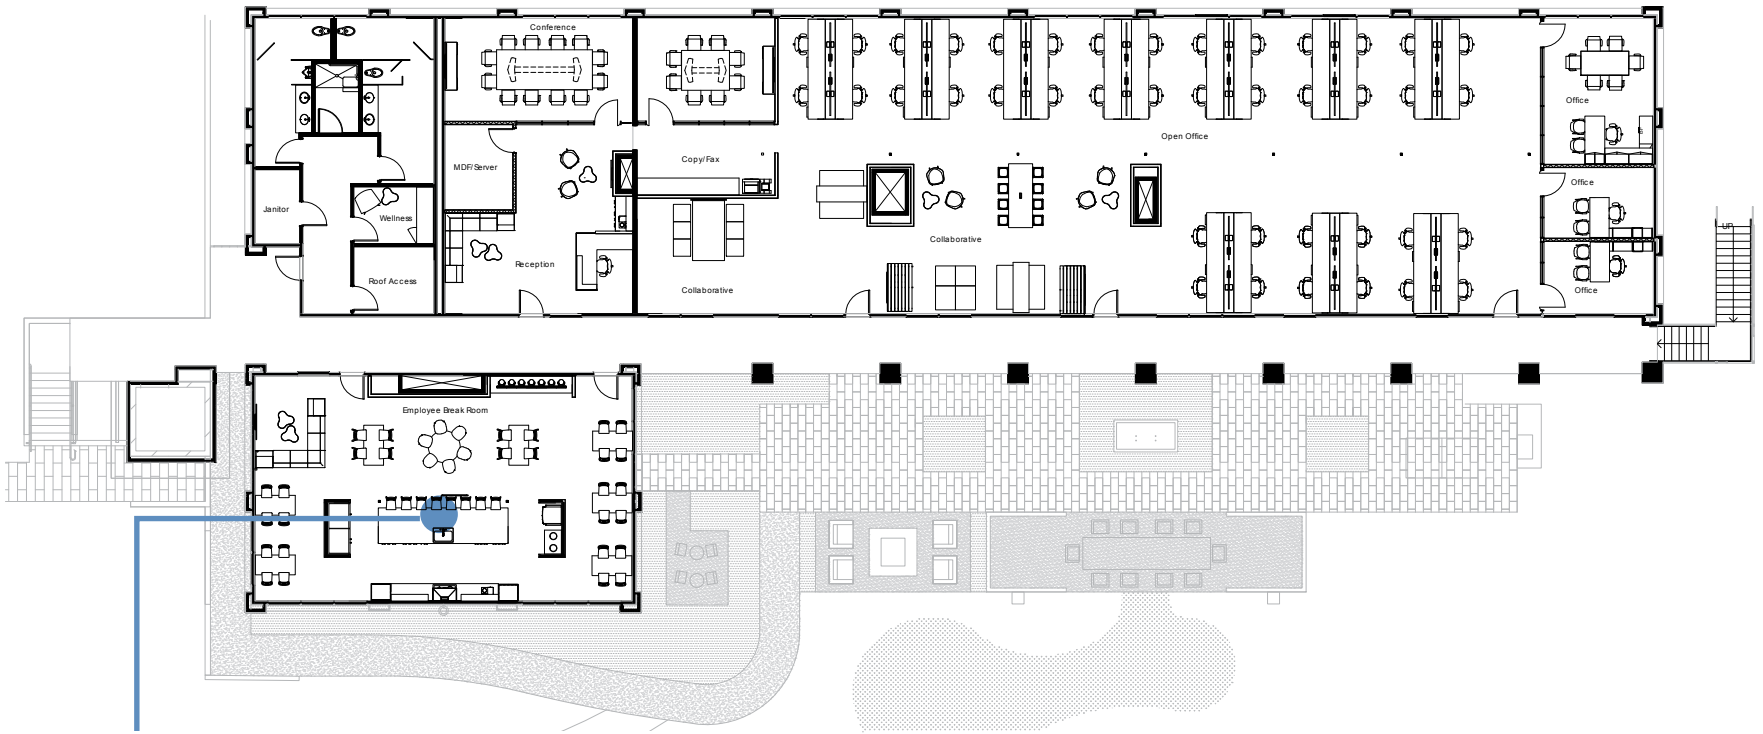 Conference
Open Office
Office
Copy/Fax
MDF/Server
Office
Janitor
Wellness
UP
Collaborative
Reception
Roof Access
Collaborative
Office
Employee Break Room